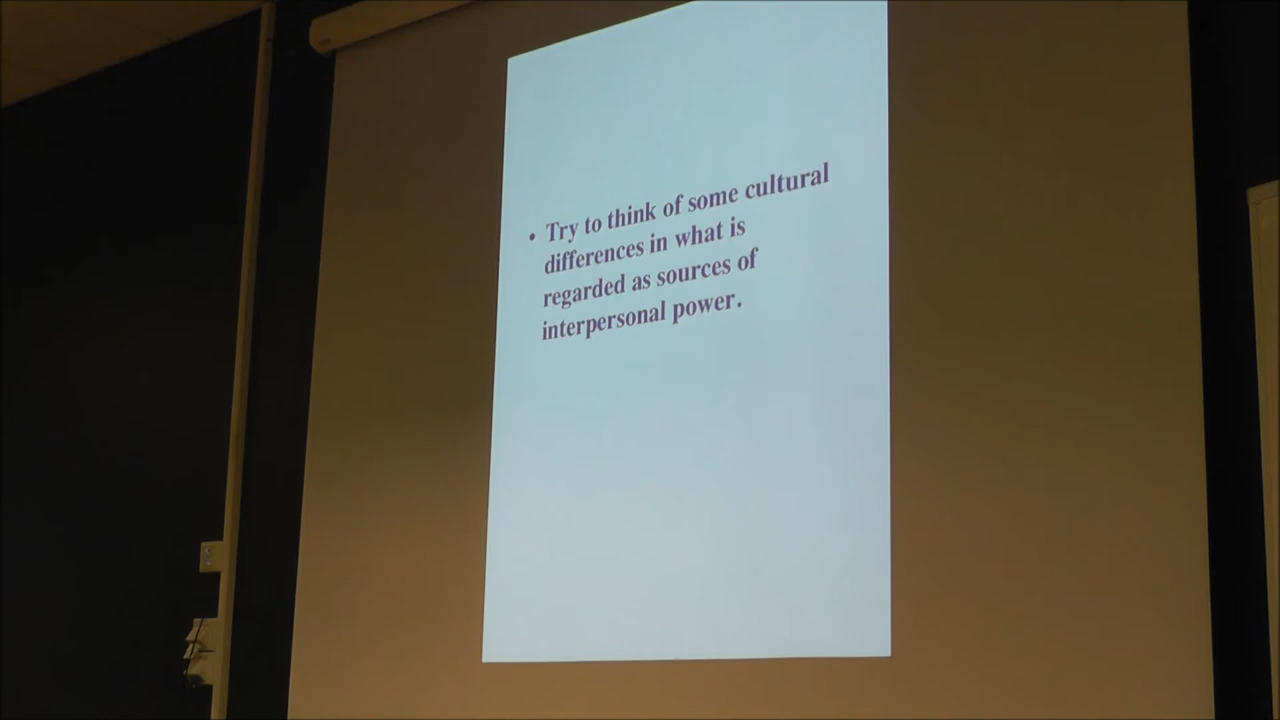 • Try to think of some cultural
differences in what is
regarded as sources of
interpersonal power.